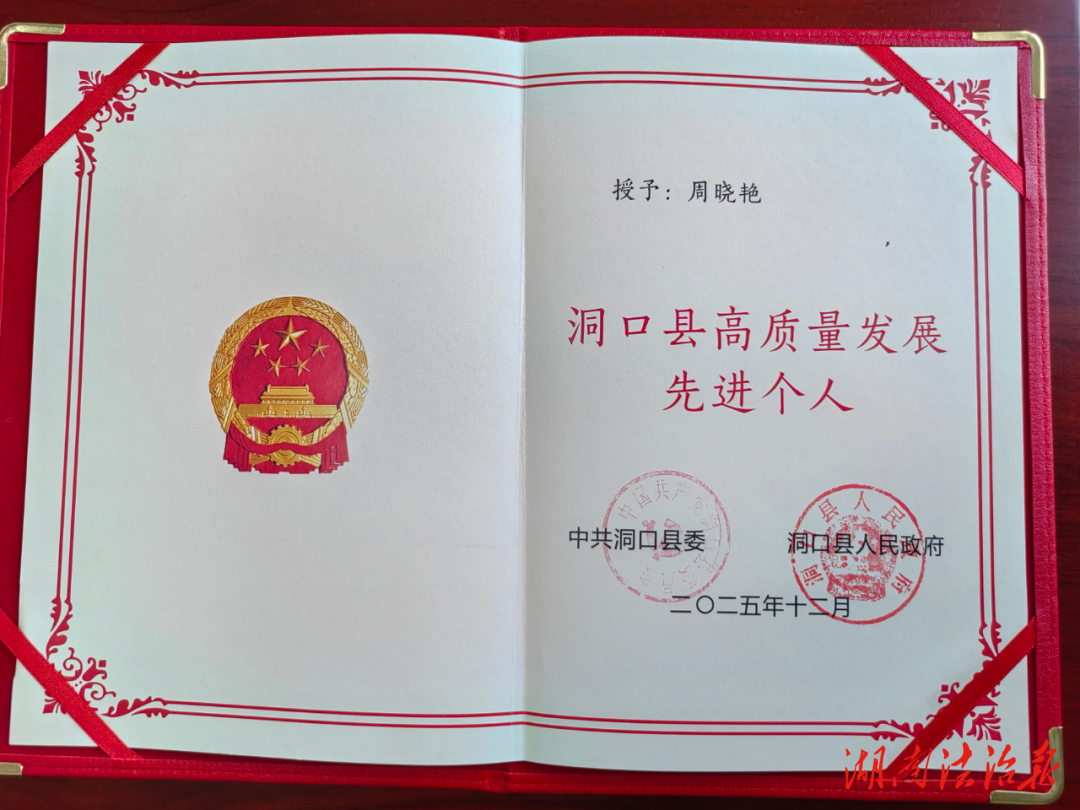 授予：周晓艳
洞口县高质量发展
先进个人
中共洞口县委
洞口县人民政府
二〇二五年十二月
湖南法治报